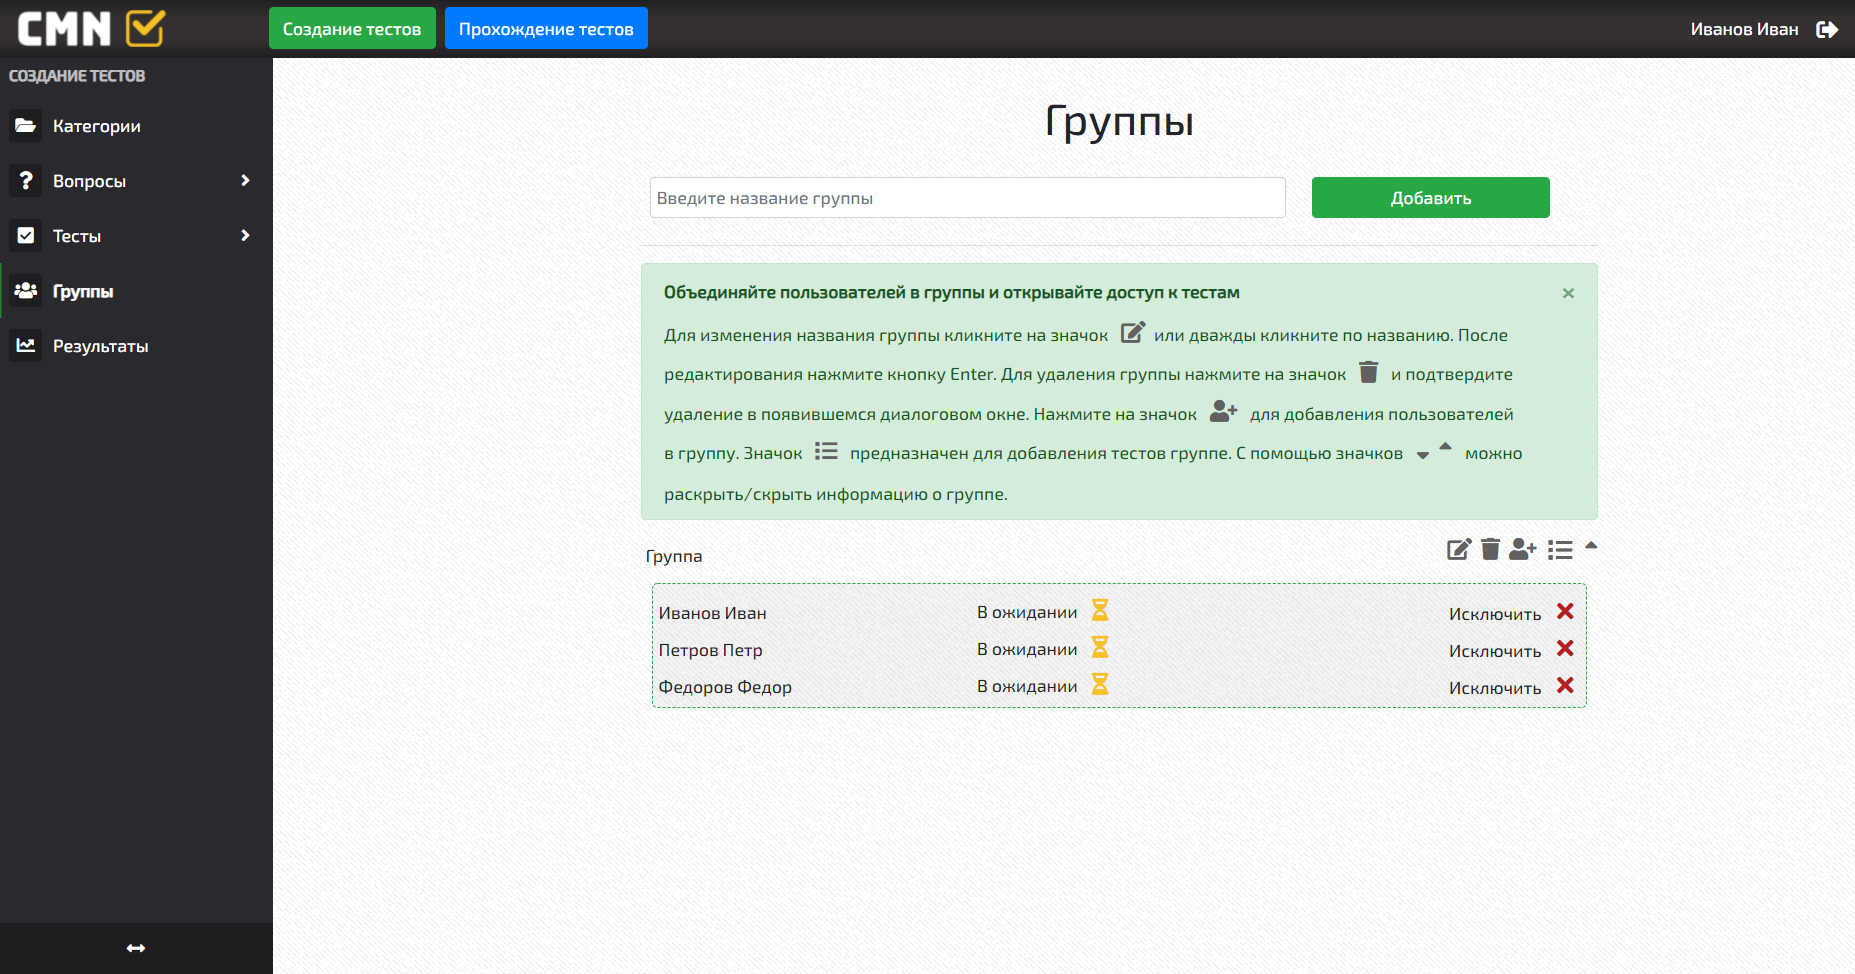 CMN
Создание тестов
Прохождение тестов
Иванов Иван
СОЗДАНИЕ ТЕСТОВ
Категории
Вопросы
Тесты
Группы
Результаты
Группы
Введите название группы
Добавить
Объединяйте пользователей в группы и открывайте доступ к тестам
×
Для изменения названия группы кликните на значок или дважды кликните по названию. После
редактирования нажмите кнопку Enter. Для удаления группы нажмите на значок и подтвердите
удаление в появившемся диалоговом окне. Нажмите на значок для добавления пользователей
в группу. Значок предназначен для добавления тестов группе. С помощью значков можно
раскрыть/скрыть информацию о группе.
Группа
Иванов Иван В ожидании Исключить
Петров Петр В ожидании Исключить
Федоров Федор В ожидании Исключить